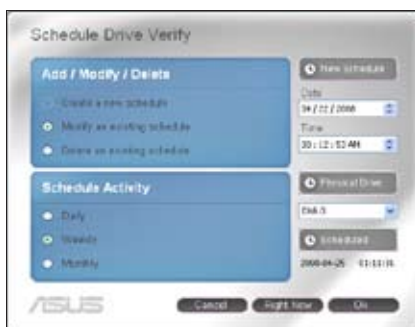 Schedule Drive Verify
Add / Modify / Delete
New Schedule
Create a new schedule
Modify an existing schedule
Delete an existing schedule
Date
Time
Schedule Activity
Physical Drive
Daily
Weekly
Monthly
Scheduled
ASUS
Cancel
Right Now
Ok